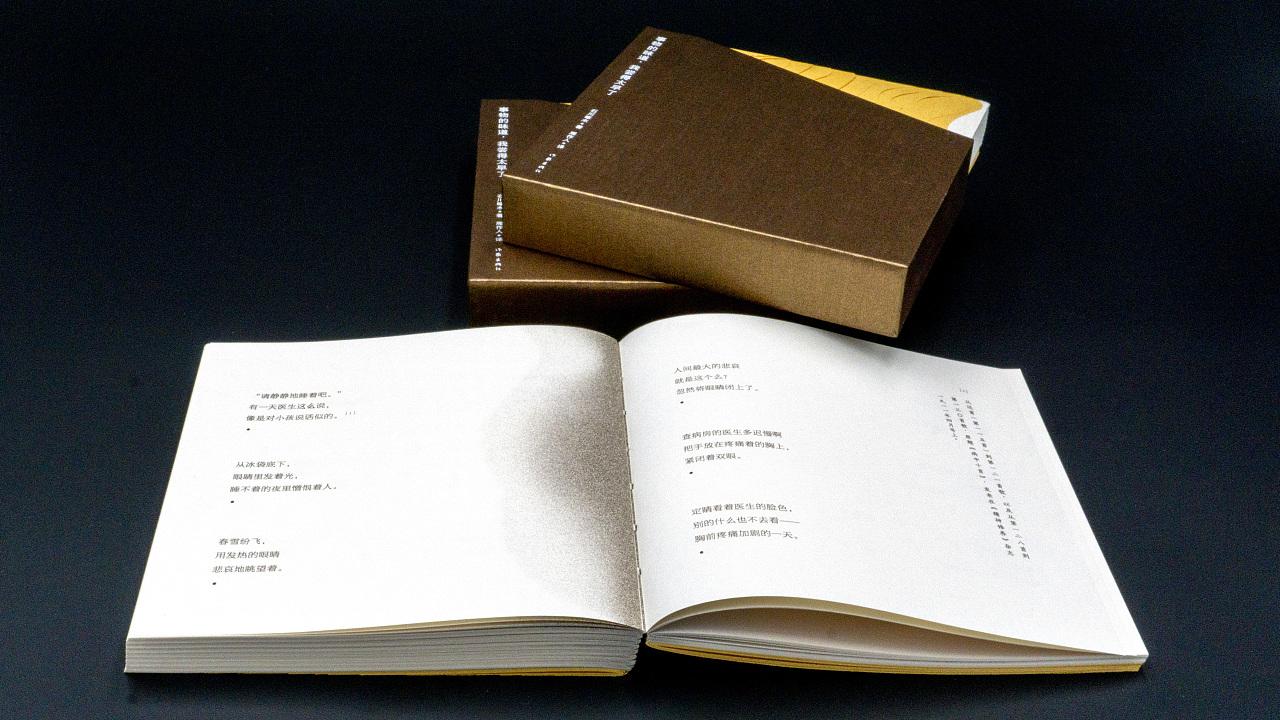 事物的味道，我尝得太早了
事物的味道，我尝得太早了
“请静静地睡着吧。”
有一天医生这么说，
像是对小孩说话似的。[1]
从冰袋底下，
眼睛里发着光，
睡不着的夜里憎恨着人。
春雪纷飞，
用发热的眼睛
悲哀地眺望着。
人间最大的悲哀
就是这个么？
忽然将眼睛闭上了。
查病房的医生多迟慢啊
把手放在疼痛着的胸上，
紧闭着双眼。
定睛看着医生的脸色，
别的什么也不去看——
胸前疼痛加剧的一天。